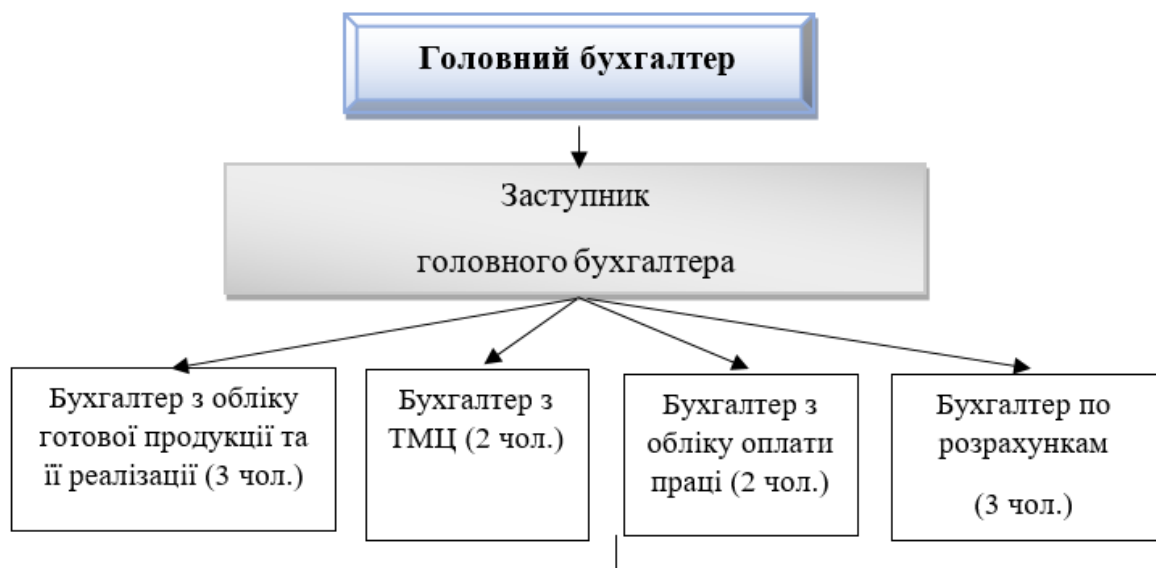 Головний бухгалтер
Заступник
головного бухгалтера
Бухгалтер з обліку
готової продукції та
її реалізації (3 чол.)
Бухгалтер з
ТМЦ (2 чол.)
Бухгалтер з
обліку оплати
праці (2 чол.)
Бухгалтер по
розрахункам
(3 чол.)